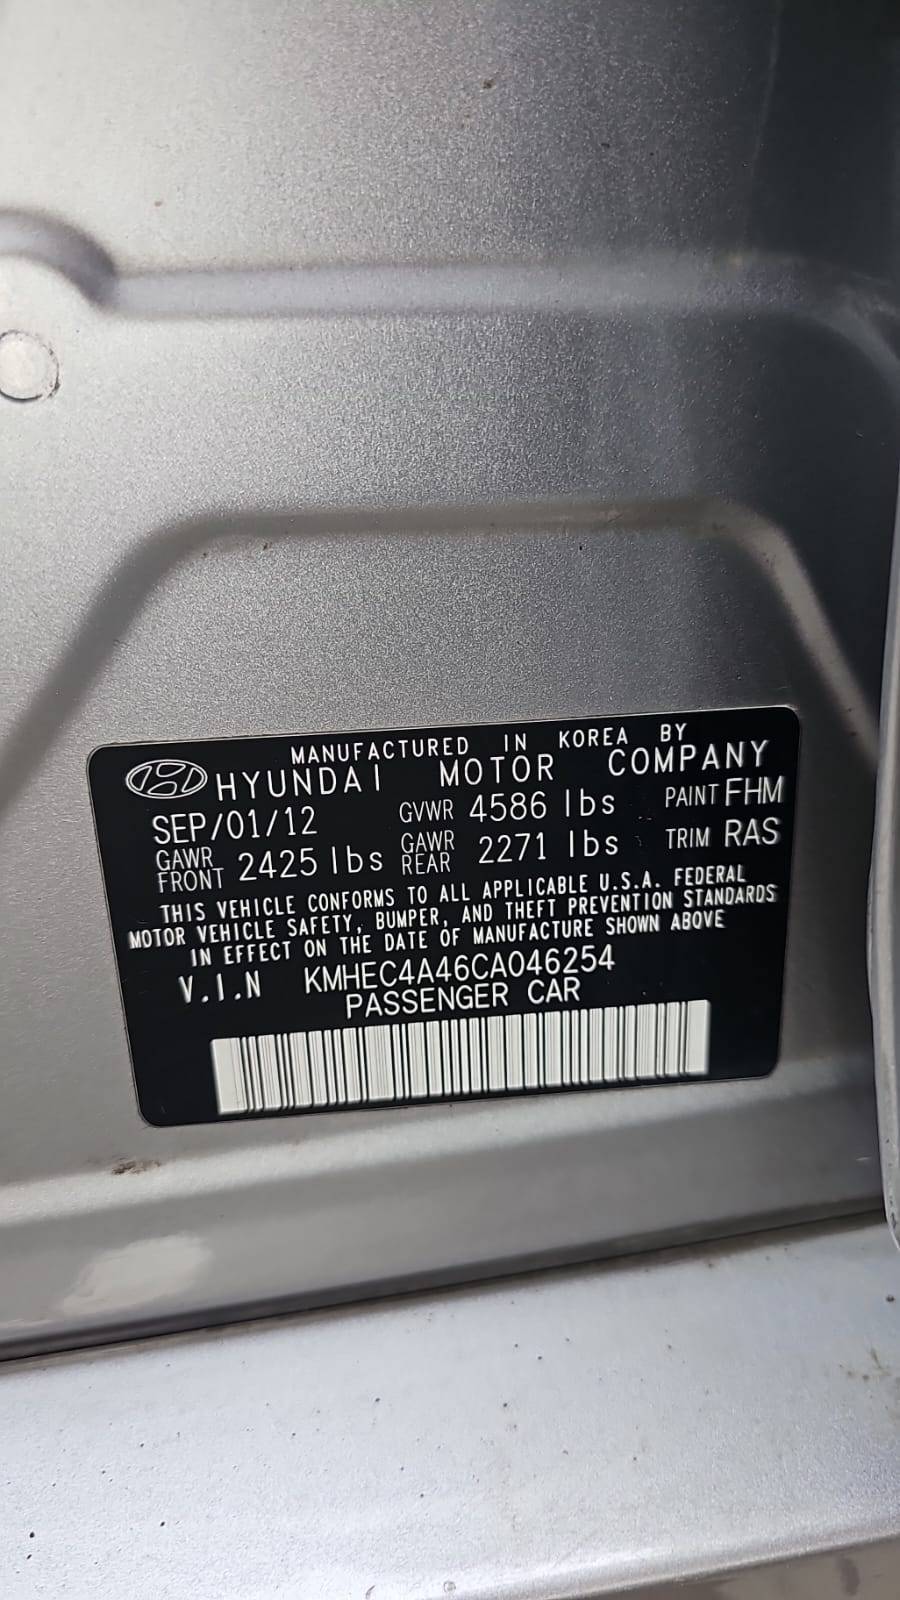 MANUFACTURED IN KOREA BY
HYUNDAI MOTOR COMPANY
SEP/01/12 GVWR 4586 lbs PAINT FHM
GAWR FRONT 2425 lbs GAWR REAR 2271 lbs TRIM RAS
THIS VEHICLE CONFORMS TO ALL APPLICABLE U.S.A. FEDERAL
MOTOR VEHICLE SAFETY, BUMPER, AND THEFT PREVENTION STANDARDS
IN EFFECT ON THE DATE OF MANUFACTURE SHOWN ABOVE
V.I.N KMHEC4A46CA046254
PASSENGER CAR